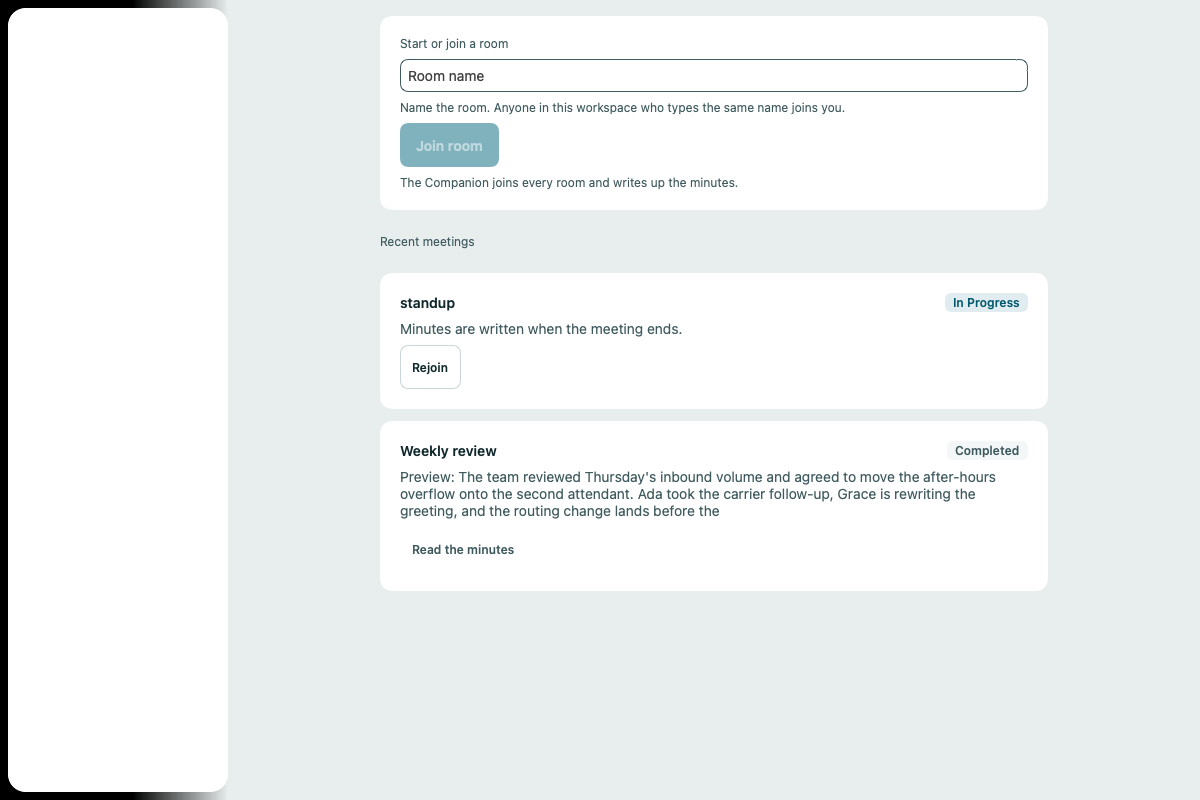 Start or join a room
Room name
Name the room. Anyone in this workspace who types the same name joins you.
Join room
The Companion joins every room and writes up the minutes.
Recent meetings
standup
In Progress
Minutes are written when the meeting ends.
Rejoin
Weekly review
Completed
Preview: The team reviewed Thursday's inbound volume and agreed to move the after-hours
overflow onto the second attendant. Ada took the carrier follow-up, Grace is rewriting the
greeting, and the routing change lands before the
Read the minutes